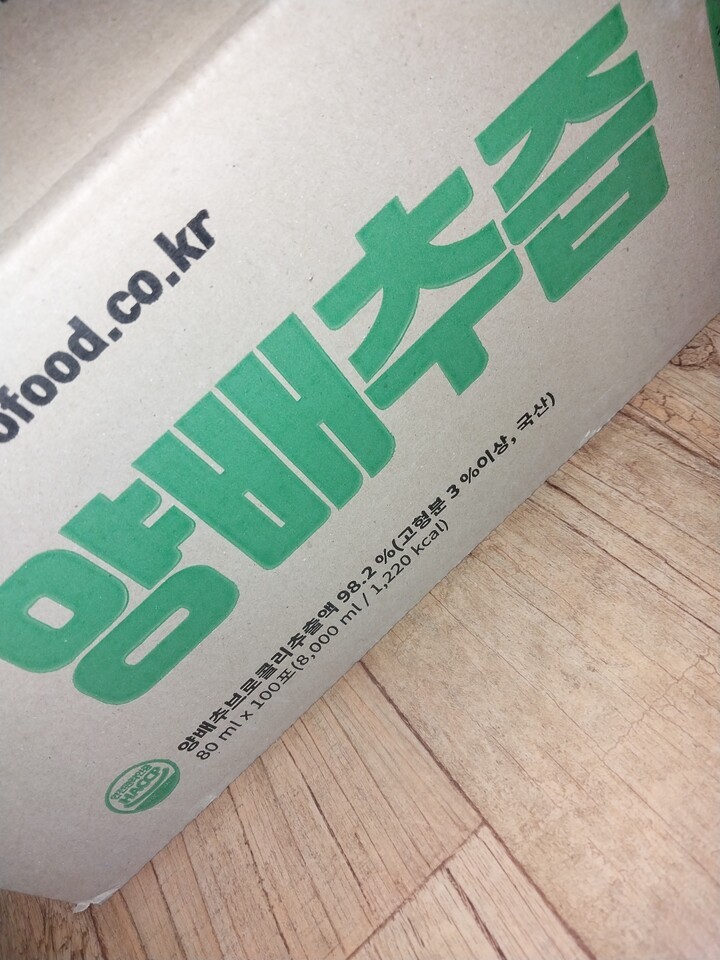 ofood.co.kr
양배추즙
양배추브로콜리추출액 98.2 %(고형분 3 %이상, 국산)
80 ml x 100포(8,000 ml / 1,220 kcal)
HACCP